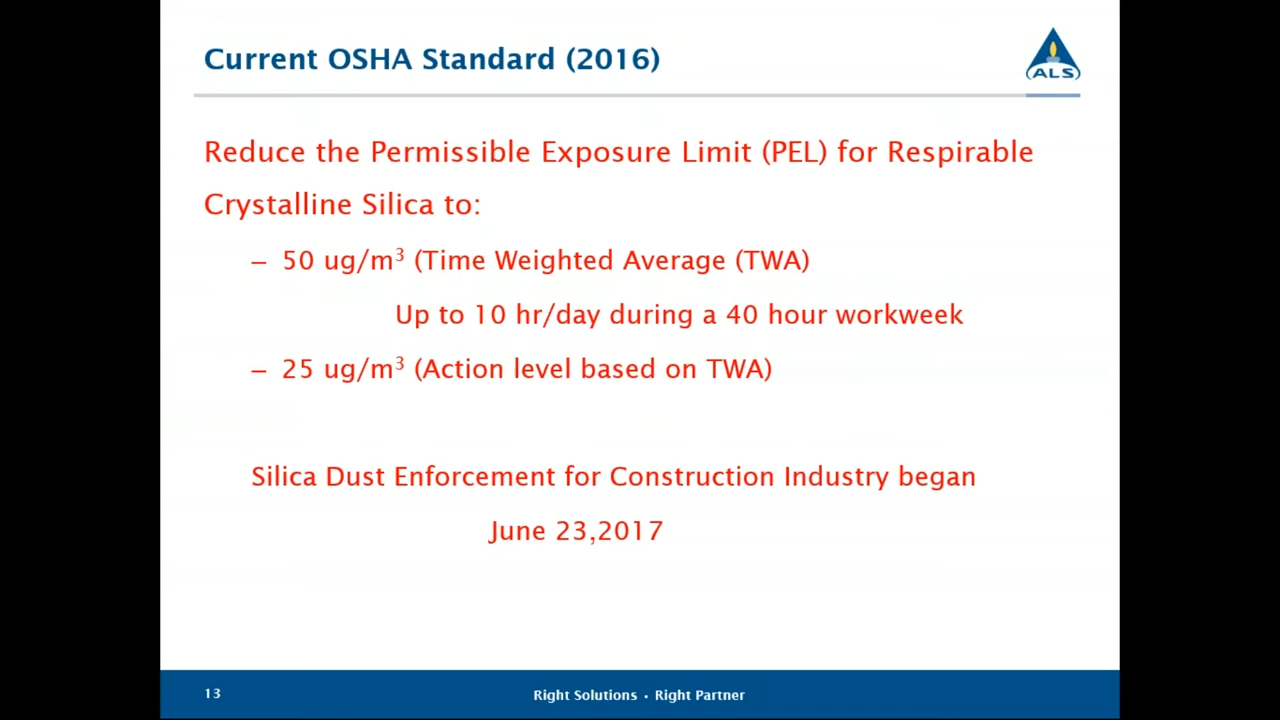 Current OSHA Standard (2016)
ALS
Reduce the Permissible Exposure Limit (PEL) for Respirable
Crystalline Silica to:
– 50 ug/m³ (Time Weighted Average (TWA)
Up to 10 hr/day during a 40 hour workweek
– 25 ug/m³ (Action level based on TWA)
Silica Dust Enforcement for Construction Industry began
June 23,2017
13
Right Solutions • Right Partner